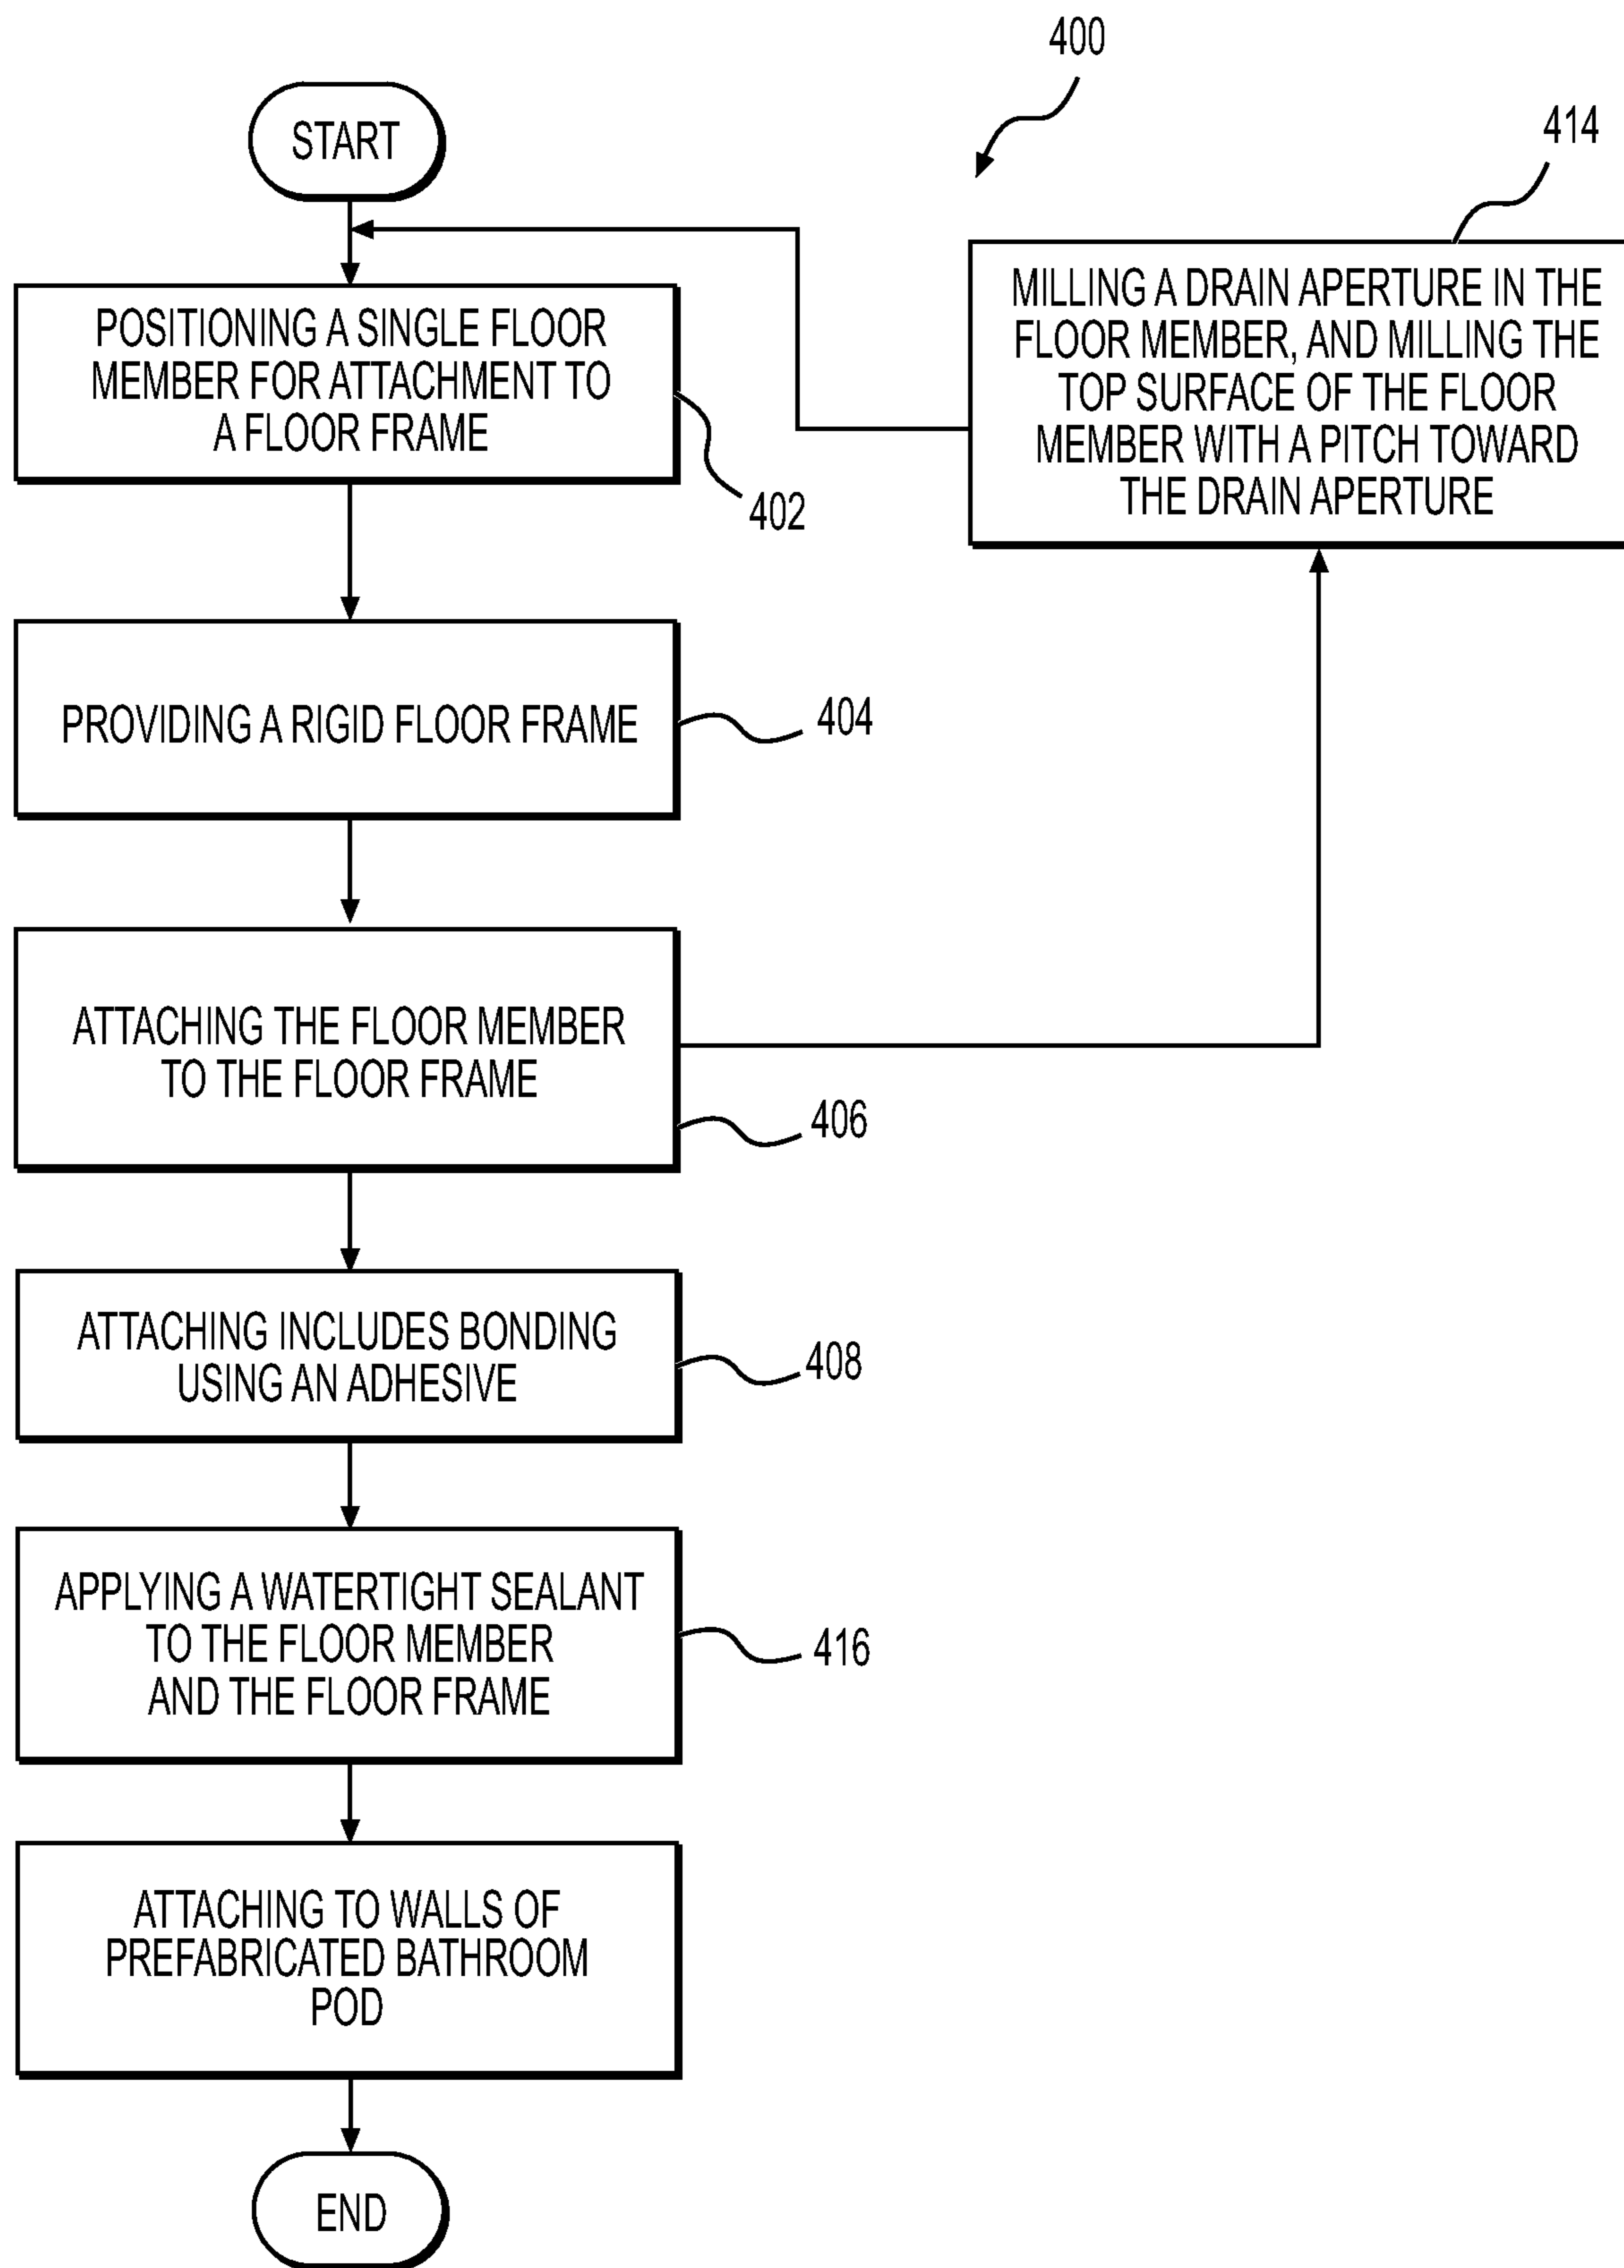 400
START
414
MILLING A DRAIN APERTURE IN THE
FLOOR MEMBER, AND MILLING THE
TOP SURFACE OF THE FLOOR
MEMBER WITH A PITCH TOWARD
THE DRAIN APERTURE
POSITIONING A SINGLE FLOOR
MEMBER FOR ATTACHMENT TO
A FLOOR FRAME
402
PROVIDING A RIGID FLOOR FRAME
404
ATTACHING THE FLOOR MEMBER
TO THE FLOOR FRAME
406
ATTACHING INCLUDES BONDING
USING AN ADHESIVE
408
APPLYING A WATERTIGHT SEALANT
TO THE FLOOR MEMBER
AND THE FLOOR FRAME
416
ATTACHING TO WALLS OF
PREFABRICATED BATHROOM
POD
END